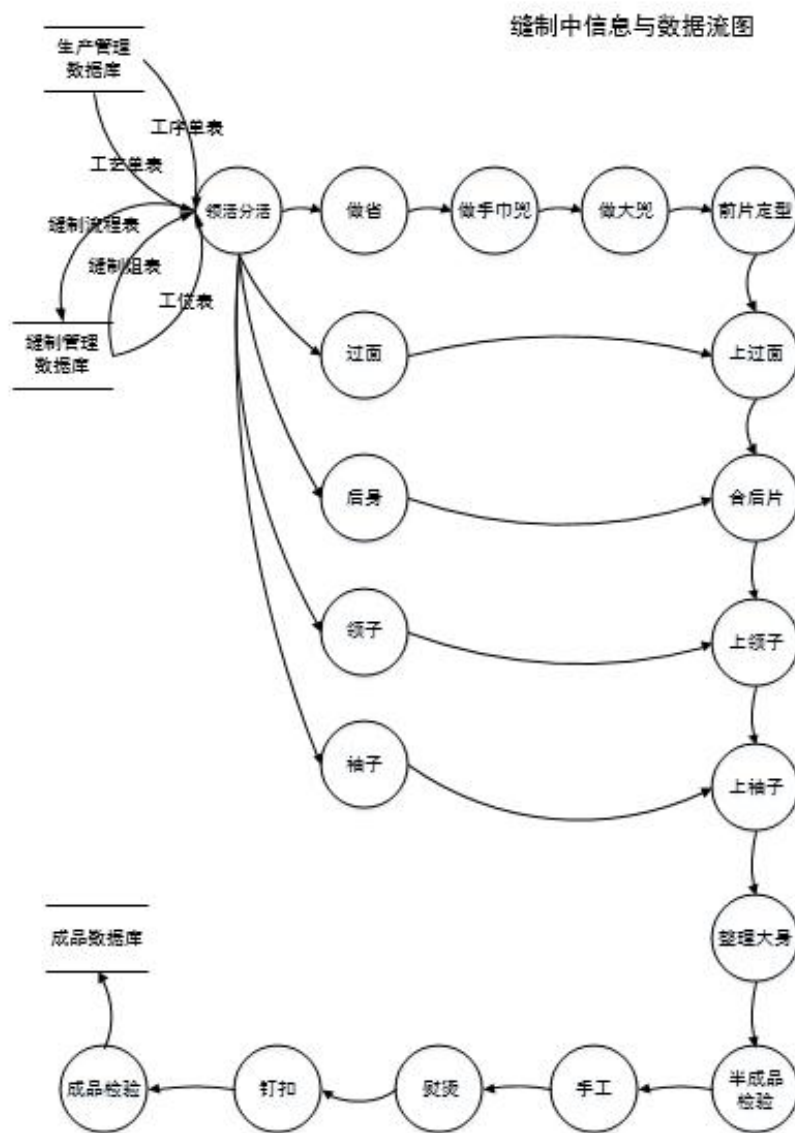 缝制中信息与数据流图
生产管理
数据库
工序单表
工艺单表
领活分活
做省
做手巾兜
做大兜
前片定型
缝制流程表
缝制组表
工位表
缝制管理
数据库
过面
上过面
后身
合后片
领子
上领子
袖子
上袖子
成品数据库
整理大身
成品检验
钉扣
熨烫
手工
半成品
检验